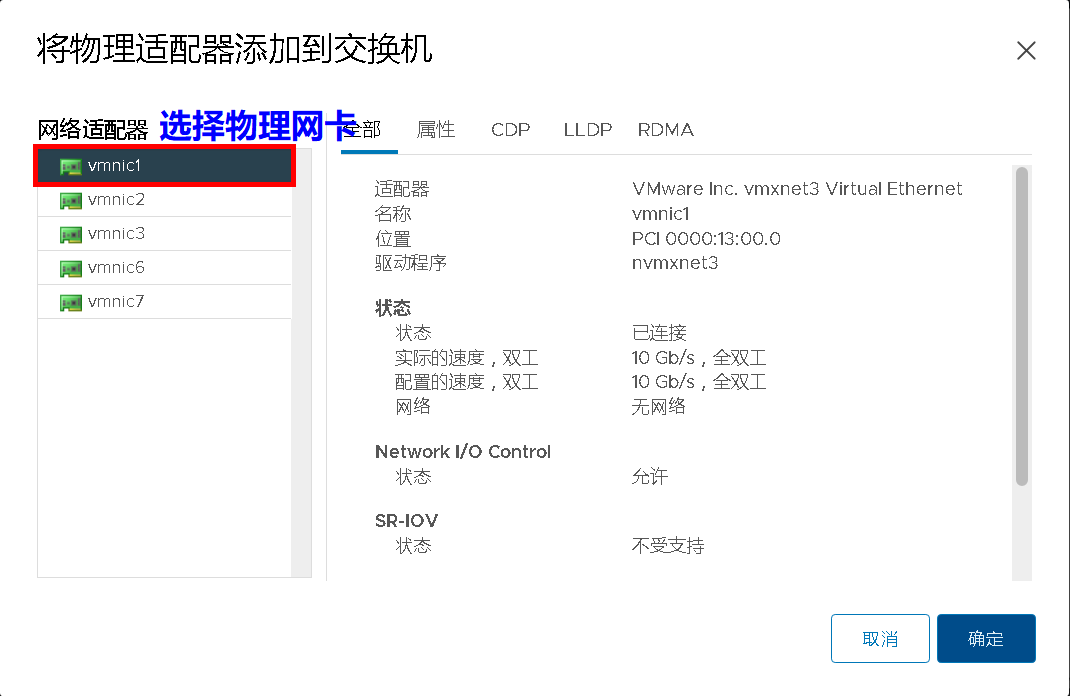 将物理适配器添加到交换机
网络适配器 选择物理网卡
vmnic1
vmnic2
vmnic3
vmnic6
vmnic7
全部 属性 CDP LLDP RDMA
适配器 VMware Inc. vmxnet3 Virtual Ethernet
名称 vmnic1
位置 PCI 0000:13:00.0
驱动程序 nvmxnet3
状态
状态 已连接
实际的速度，双工 10 Gb/s，全双工
配置的速度，双工 10 Gb/s，全双工
网络 无网络
Network I/O Control
状态 允许
SR-IOV
状态 不受支持
取消 确定